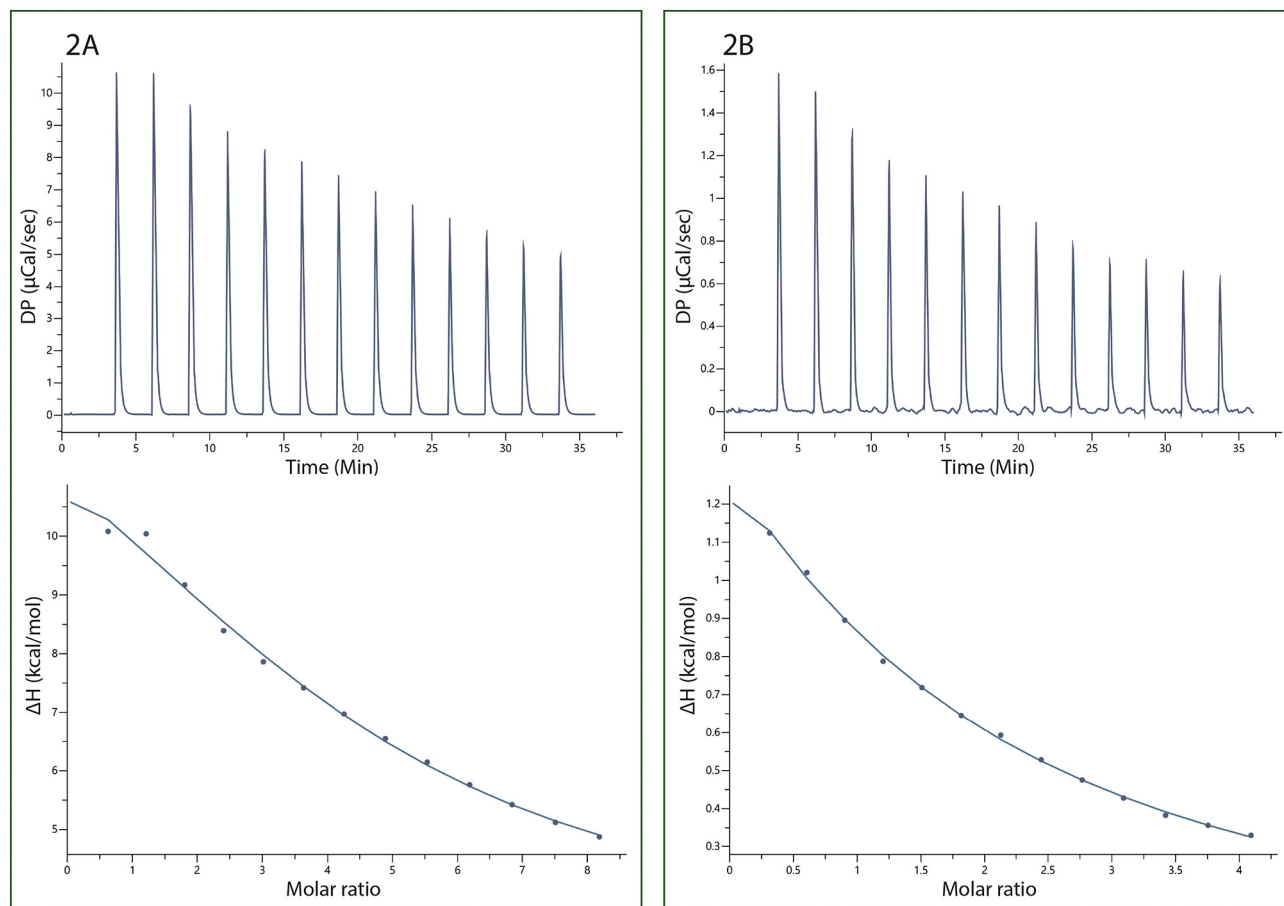 2A
10
9
8
7
6
5
4
3
2
1
0
DP (µCal/sec)
0 5 10 15 20 25 30 35
Time (Min)
10
9
8
7
6
5
ΔH (kcal/mol)
0 1 2 3 4 5 6 7 8
Molar ratio
2B
1.6
1.4
1.2
1
0.8
0.6
0.4
0.2
0
DP (µCal/sec)
0 5 10 15 20 25 30 35
Time (Min)
1.2
1.1
1
0.9
0.8
0.7
0.6
0.5
0.4
0.3
ΔH (kcal/mol)
0 0.5 1 1.5 2 2.5 3 3.5 4
Molar ratio